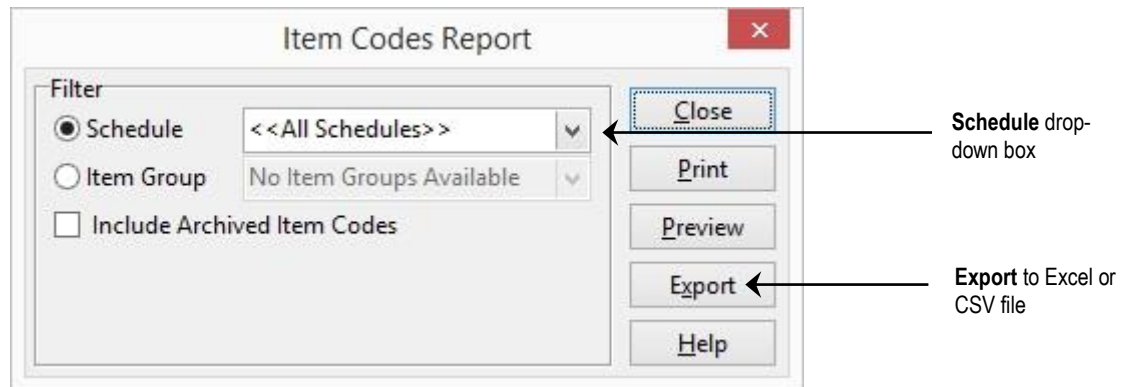 Item Codes Report
Filter
Schedule <<All Schedules>>
Item Group No Item Groups Available
Include Archived Item Codes
Close
Print
Preview
Export
Help
Schedule drop-
down box
Export to Excel or
CSV file